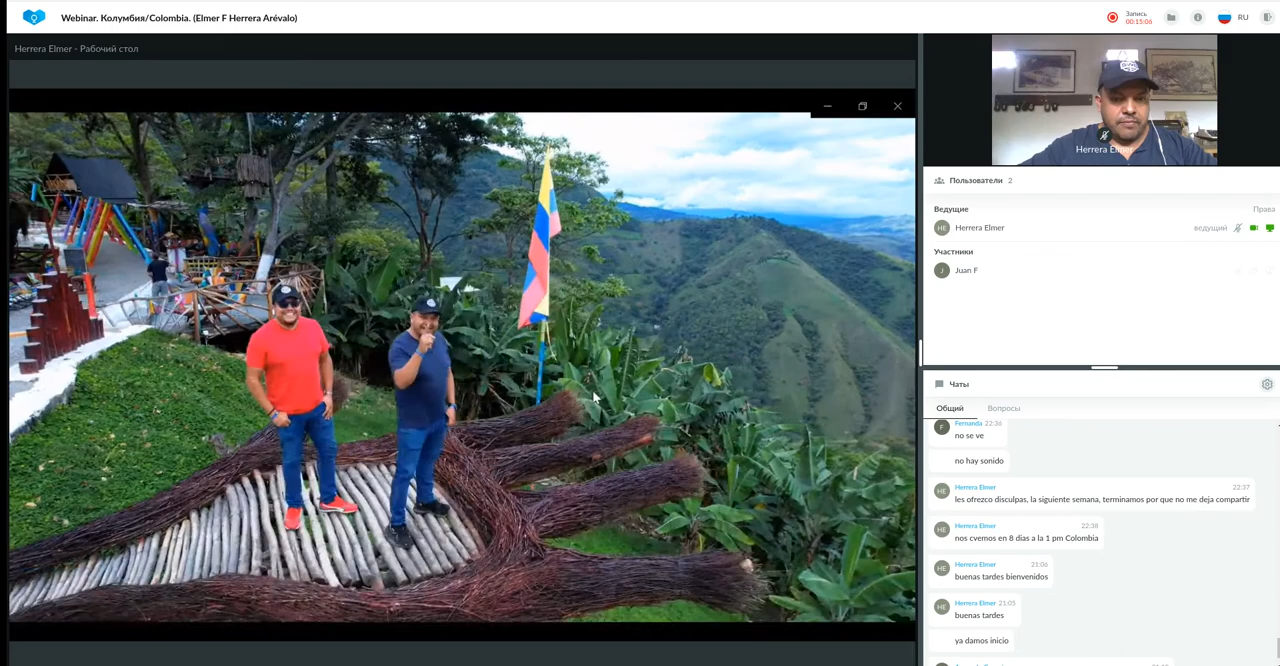 Webinar. Колумбия/Colombia. (Elmer F Herrera Arévalo)
Запись
00:15:06
RU
Herrera Elmer - Рабочий стол
Herrera Elmer
Пользователи 2
Ведущие Права
HE Herrera Elmer ведущий
Участники
J Juan F
Чаты
Общий Вопросы
F Fernanda 22:36
no se ve
no hay sonido
HE Herrera Elmer 22:37
les ofrezco disculpas, la siguiente semana, terminamos por que no me deja compartir
HE Herrera Elmer 22:38
nos cvemos en 8 dias a la 1 pm Colombia
HE Herrera Elmer 21:06
buenas tardes bienvenidos
HE Herrera Elmer 21:05
buenas tardes
ya damos inicio